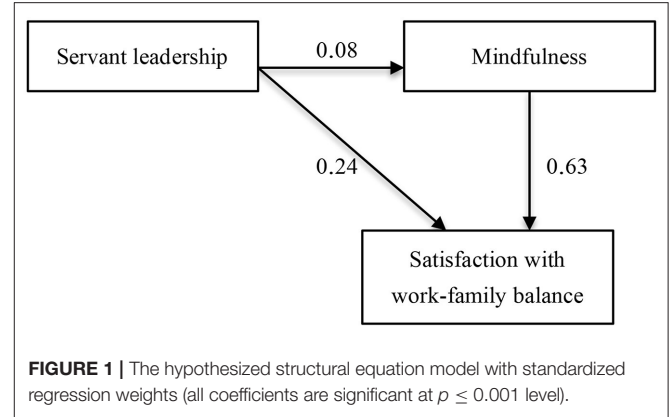 Servant leadership
0.08
Mindfulness
0.24
0.63
Satisfaction with
work-family balance
FIGURE 1 | The hypothesized structural equation model with standardized
regression weights (all coefficients are significant at p ≤ 0.001 level).